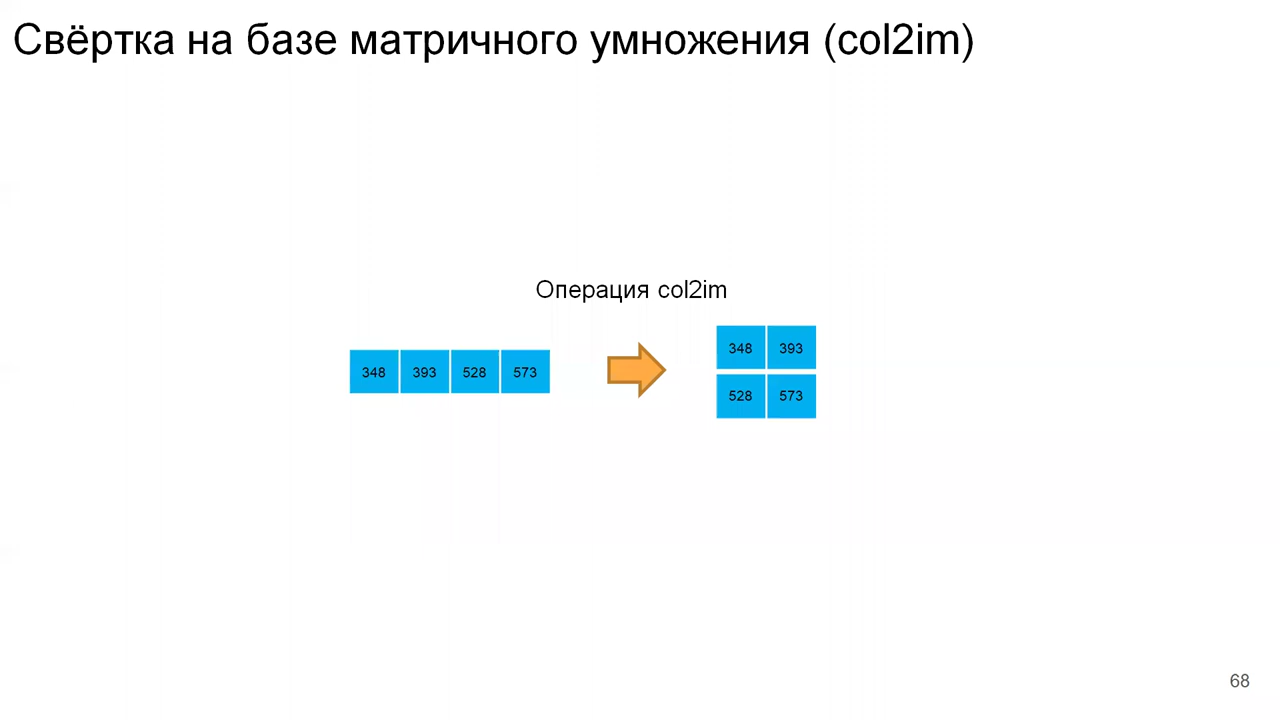 Свёртка на базе матричного умножения (col2im)
Операция col2im
348 393 528 573
348 393
528 573
68